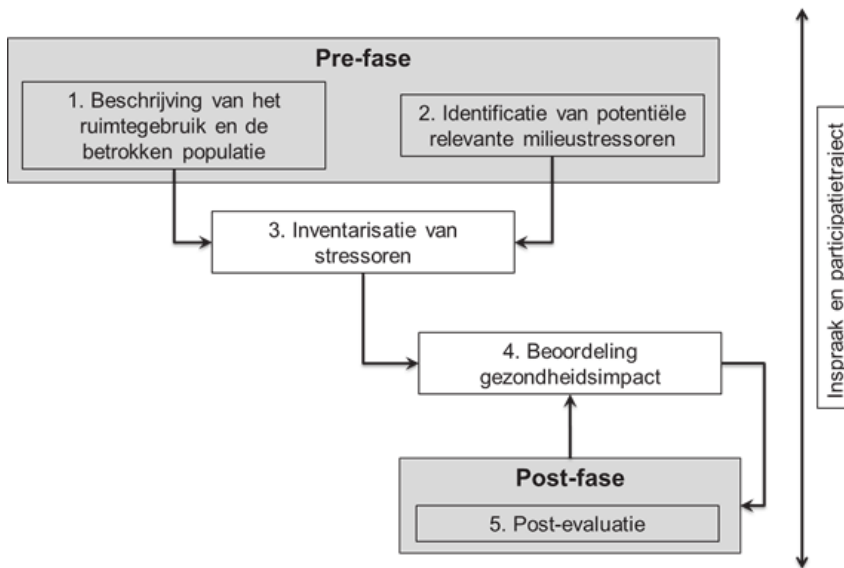 Pre-fase
1. Beschrijving van het
ruimtegebruik en de
betrokken populatie
2. Identificatie van potentiële
relevante milieustressoren
3. Inventarisatie van
stressoren
4. Beoordeling
gezondheidsimpact
Post-fase
5. Post-evaluatie
Inspraak en participatietraject